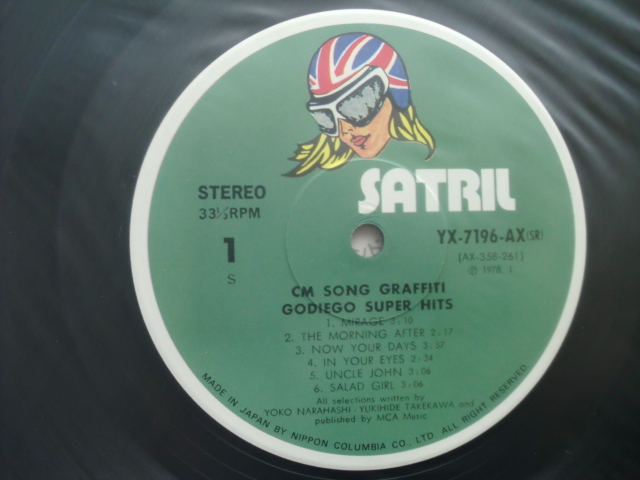 SATRIL
STEREO
33⅓RPM
1
S
YX-7196-AX(SR)
[AX-358-261]
Ⓟ 1978. 1
CM SONG GRAFFITI
GODIEGO SUPER HITS
1. MIRAGE 3:10
2. THE MORNING AFTER 2:17
3. NOW YOUR DAYS 3:37
4. IN YOUR EYES 2:34
5. UNCLE JOHN 3:06
6. SALAD GIRL 3:06
All selections written by
YOKO NARAHASHI - YUKIHIDE TAKEKAWA and
published by MCA Music
MADE IN JAPAN BY NIPPON COLUMBIA CO., LTD. ALL RIGHT RESERVED